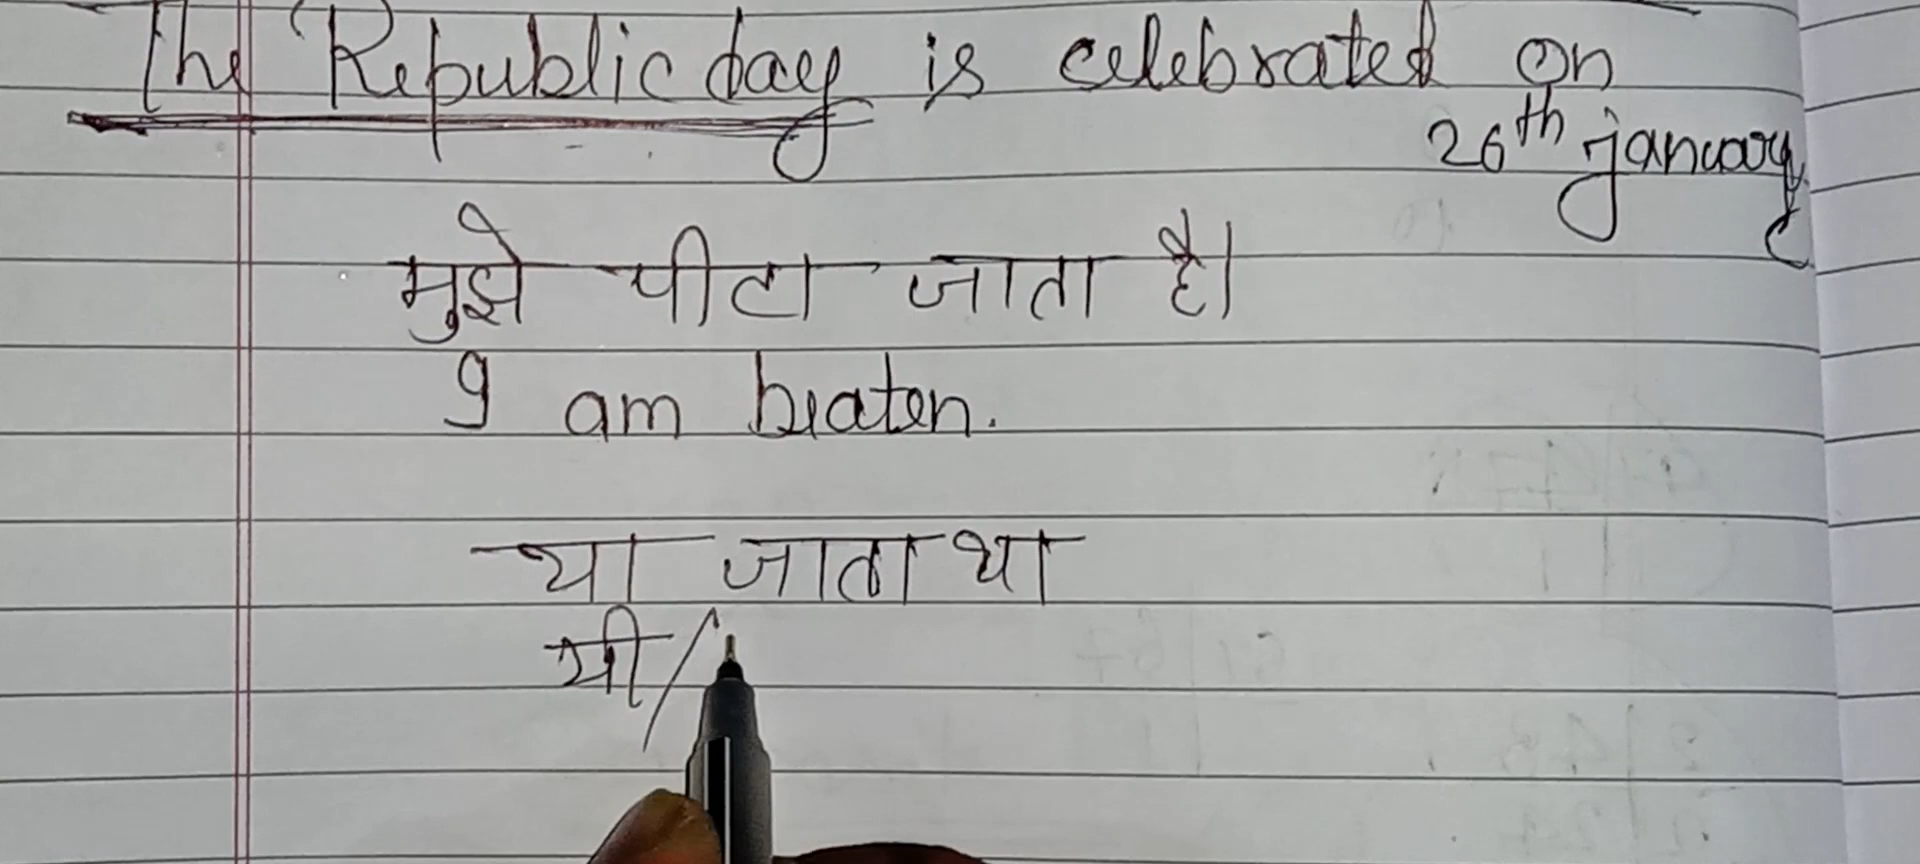 The Republic day is celebrated on
26th january
मुझे पीटा जाता है।
I am beaten.
या जाता था
यी /